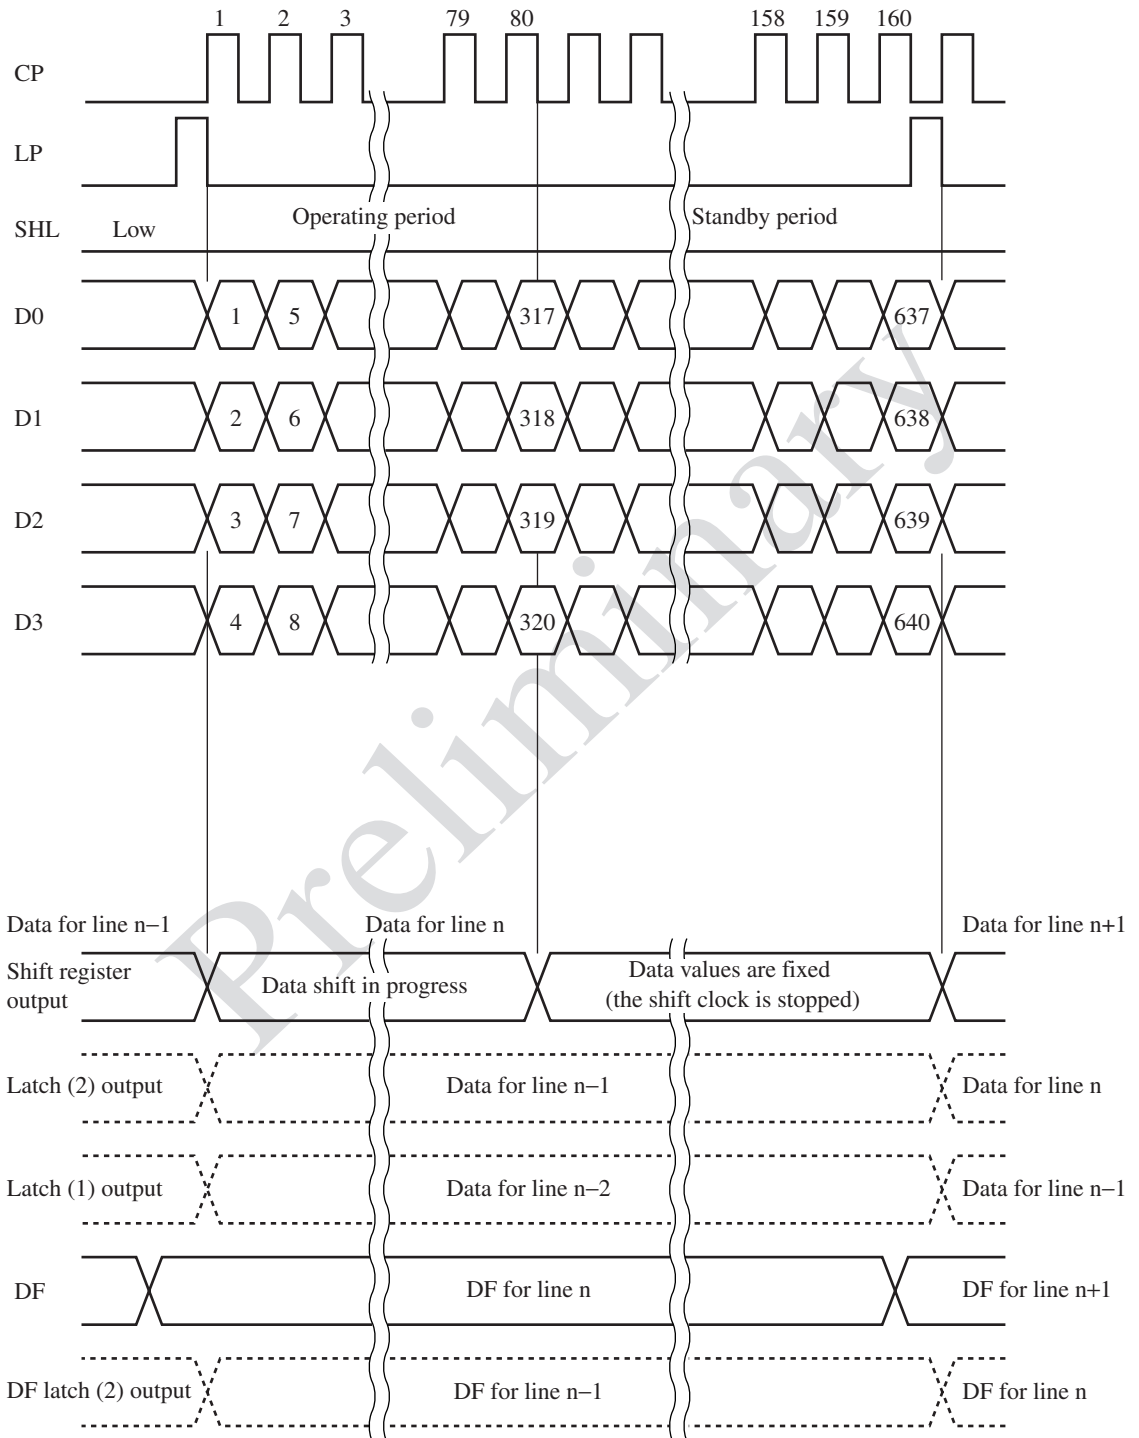 1 2 3 79 80 158 159 160
CP
LP
SHL Low Operating period Standby period
D0 1 5 317 637
D1 2 6 318 638
D2 3 7 319 639
D3 4 8 320 640
Preliminary
Data for line n−1 Data for line n Data for line n+1
Shift register
output
Data shift in progress
Data values are fixed
(the shift clock is stopped)
Latch (2) output Data for line n−1 Data for line n
Latch (1) output Data for line n−2 Data for line n−1
DF DF for line n DF for line n+1
DF latch (2) output DF for line n−1 DF for line n